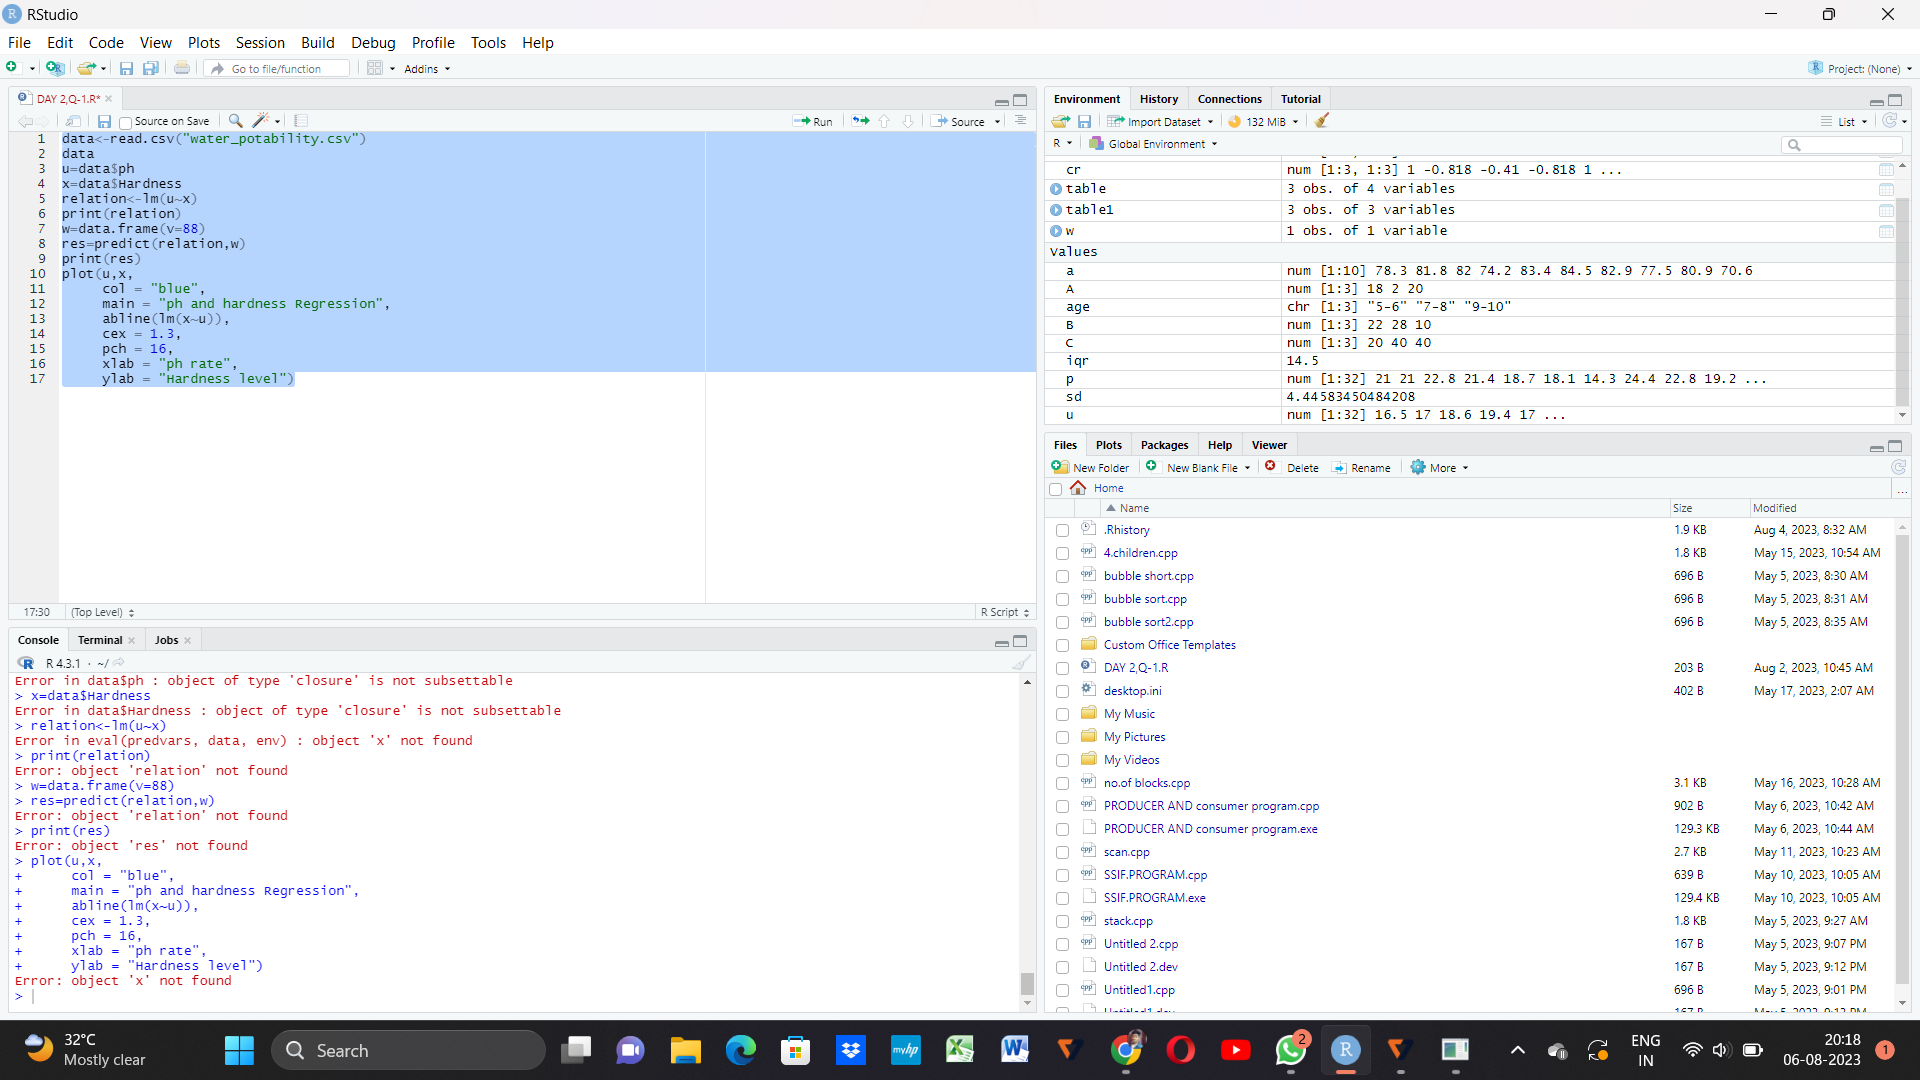 RStudio
File Edit Code View Plots Session Build Debug Profile Tools Help
Go to file/function Addins Project: (None)
DAY 2,Q-1.R*
Source on Save Run Source
1 data<-read.csv("water_potability.csv")
2 data
3 u=data$ph
4 x=data$Hardness
5 relation<-lm(u~x)
6 print(relation)
7 w=data.frame(v=88)
8 res=predict(relation,w)
9 print(res)
10 plot(u,x,
11 col = "blue",
12 main = "ph and hardness Regression",
13 abline(lm(x~u)),
14 cex = 1.3,
15 pch = 16,
16 xlab = "ph rate",
17 ylab = "Hardness level")
17:30 (Top Level) R Script
Console Terminal Jobs
R 4.3.1 · ~/
Error in data$ph : object of type 'closure' is not subsettable
> x=data$Hardness
Error in data$Hardness : object of type 'closure' is not subsettable
> relation<-lm(u~x)
Error in eval(predvars, data, env) : object 'x' not found
> print(relation)
Error: object 'relation' not found
> w=data.frame(v=88)
> res=predict(relation,w)
Error: object 'relation' not found
> print(res)
Error: object 'res' not found
> plot(u,x,
+ col = "blue",
+ main = "ph and hardness Regression",
+ abline(lm(x~u)),
+ cex = 1.3,
+ pch = 16,
+ xlab = "ph rate",
+ ylab = "Hardness level")
Error: object 'x' not found
>
Environment History Connections Tutorial
Import Dataset 132 MiB List
R Global Environment
cr num [1:3, 1:3] 1 -0.818 -0.41 -0.818 1 ...
table 3 obs. of 4 variables
table1 3 obs. of 3 variables
w 1 obs. of 1 variable
Values
a num [1:10] 78.3 81.8 82 74.2 83.4 84.5 82.9 77.5 80.9 70.6
A num [1:3] 18 2 20
age chr [1:3] "5-6" "7-8" "9-10"
B num [1:3] 22 28 10
C num [1:3] 20 40 40
iqr 14.5
p num [1:32] 21 21 22.8 21.4 18.7 18.1 14.3 24.4 22.8 19.2 ...
sd 4.44583450484208
u num [1:32] 16.5 17 18.6 19.4 17 ...
Files Plots Packages Help Viewer
New Folder New Blank File Delete Rename More
Home ...
Name Size Modified
.Rhistory 1.9 KB Aug 4, 2023, 8:32 AM
4.children.cpp 1.8 KB May 15, 2023, 10:54 AM
bubble short.cpp 696 B May 5, 2023, 8:30 AM
bubble sort.cpp 696 B May 5, 2023, 8:31 AM
bubble sort2.cpp 696 B May 5, 2023, 8:35 AM
Custom Office Templates
DAY 2,Q-1.R 203 B Aug 2, 2023, 10:45 AM
desktop.ini 402 B May 17, 2023, 2:07 AM
My Music
My Pictures
My Videos
no.of blocks.cpp 3.1 KB May 16, 2023, 10:28 AM
PRODUCER AND consumer program.cpp 902 B May 6, 2023, 10:42 AM
PRODUCER AND consumer program.exe 129.3 KB May 6, 2023, 10:44 AM
scan.cpp 2.7 KB May 11, 2023, 10:23 AM
SSIF.PROGRAM.cpp 639 B May 10, 2023, 10:05 AM
SSIF.PROGRAM.exe 129.4 KB May 10, 2023, 10:05 AM
stack.cpp 1.8 KB May 5, 2023, 9:27 AM
Untitled 2.cpp 167 B May 5, 2023, 9:07 PM
Untitled 2.dev 167 B May 5, 2023, 9:12 PM
Untitled1.cpp 696 B May 5, 2023, 9:01 PM
Untitled1.dev 167 B May 5, 2023, 9:12 PM
32°C
Mostly clear
Search
myhp
2
ENG
IN
20:18
06-08-2023
1